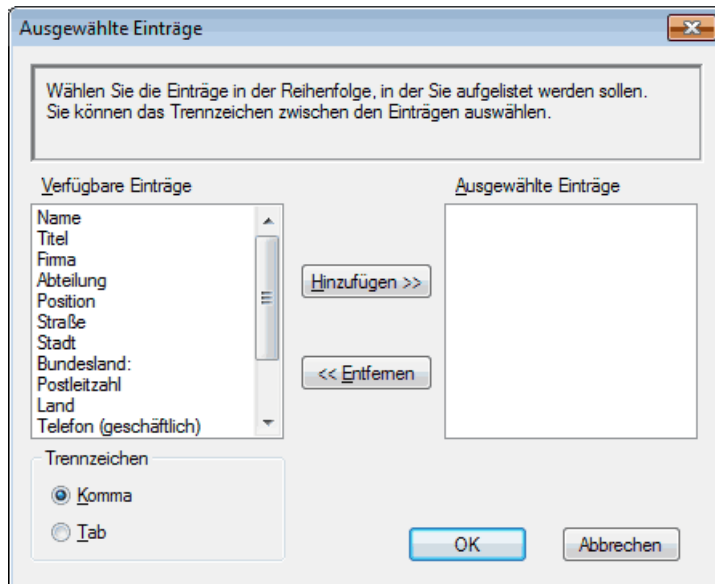 Ausgewählte Einträge
Wählen Sie die Einträge in der Reihenfolge, in der Sie aufgelistet werden sollen.
Sie können das Trennzeichen zwischen den Einträgen auswählen.
Verfügbare Einträge
Ausgewählte Einträge
Name
Titel
Firma
Abteilung
Position
Straße
Stadt
Bundesland:
Postleitzahl
Land
Telefon (geschäftlich)
Hinzufügen >>
<< Entfernen
Trennzeichen
Komma
Tab
OK
Abbrechen